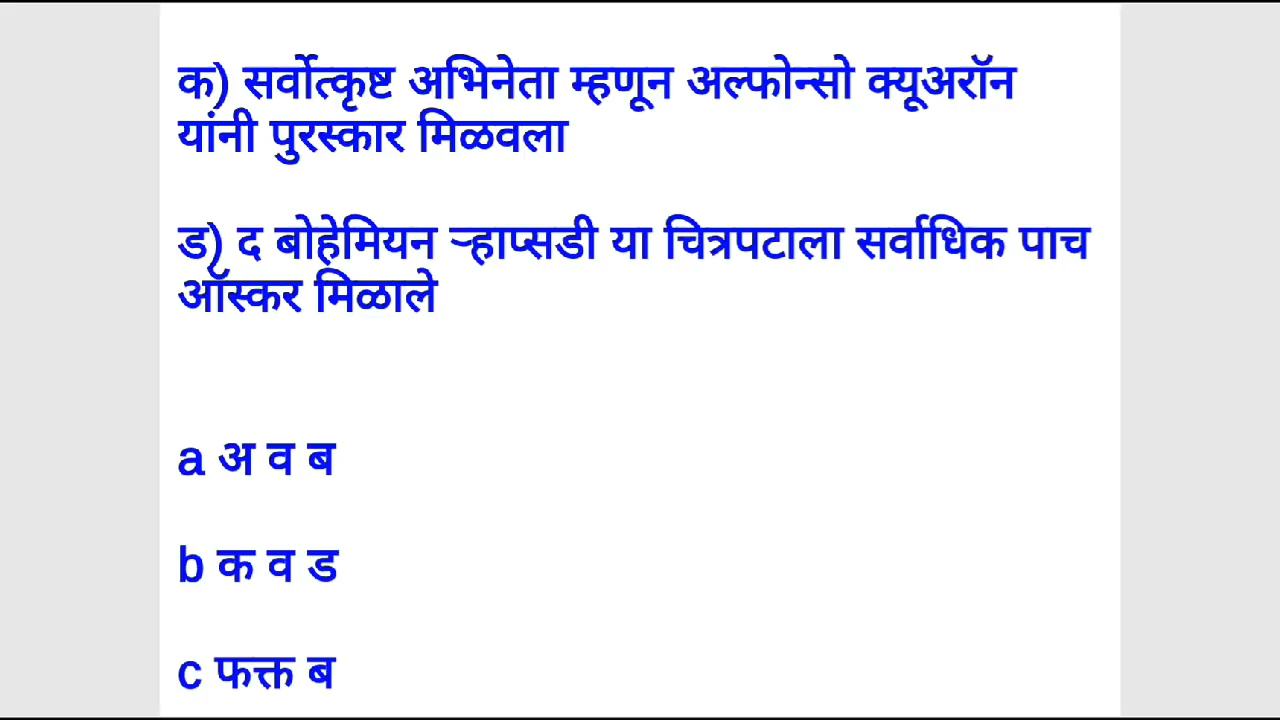 क) सर्वोत्कृष्ट अभिनेता म्हणून अल्फोन्सो क्यूअरॉन
यांनी पुरस्कार मिळवला
ड) द बोहेमियन ऱ्हाप्सडी या चित्रपटाला सर्वाधिक पाच
ऑस्कर मिळाले
a अ व ब
b क व ड
c फक्त ब